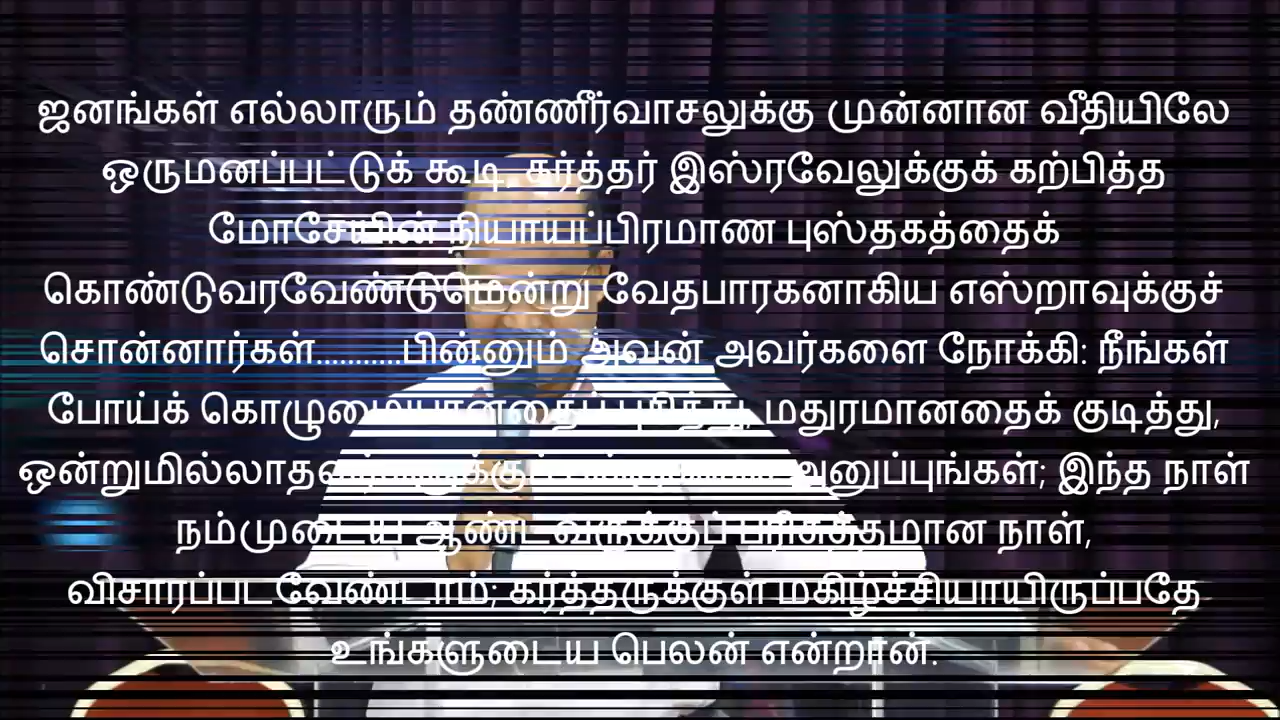 ஜனங்கள் எல்லாரும் தண்ணீர்வாசலுக்கு முன்னான வீதியிலே
ஒருமனப்பட்டுக் கூடி, கர்த்தர் இஸ்ரவேலுக்குக் கற்பித்த
மோசேயின் நியாயப்பிரமாண புஸ்தகத்தைக்
கொண்டுவரவேண்டுமென்று வேதபாரகனாகிய எஸ்றாவுக்குச்
சொன்னார்கள்...........பின்னும் அவன் அவர்களை நோக்கி: நீங்கள்
போய்க் கொழுமையானதைப் புசித்து, மதுரமானதைக் குடித்து,
அனுப்புங்கள்; இந்த நாள்
நம்முடைய ஆண்டவருக்குப் பரிசுத்தமான நாள்,
விசாரப்படவேண்டாம்; கர்த்தருக்குள் மகிழ்ச்சியாயிருப்பதே
உங்களுடைய பெலன் என்றான்.